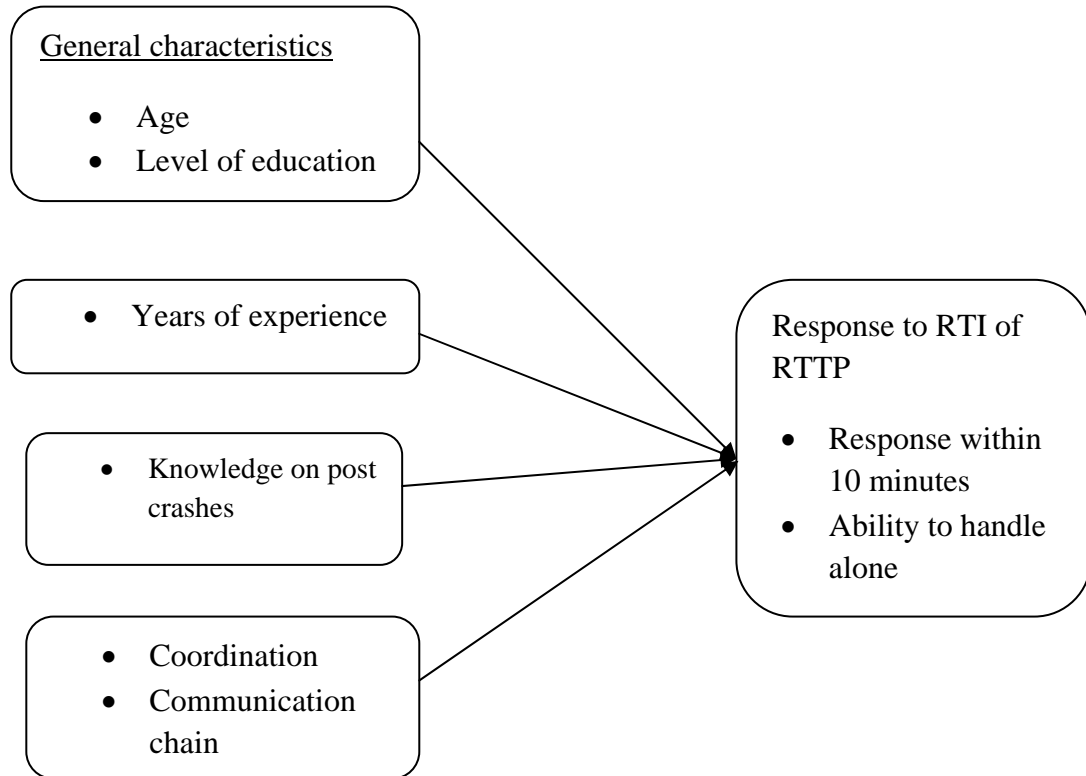 General characteristics
• Age
• Level of education
• Years of experience
• Knowledge on post
crashes
• Coordination
• Communication
chain
Response to RTI of
RTTP
• Response within
10 minutes
• Ability to handle
alone